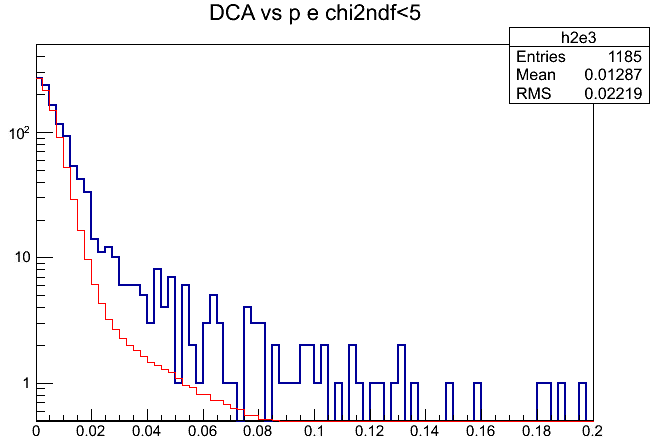 DCA vs p e chi2ndf<5
h2e3
Entries 1185
Mean 0.01287
RMS 0.02219
10²
10
1
0 0.02 0.04 0.06 0.08 0.1 0.12 0.14 0.16 0.18 0.2